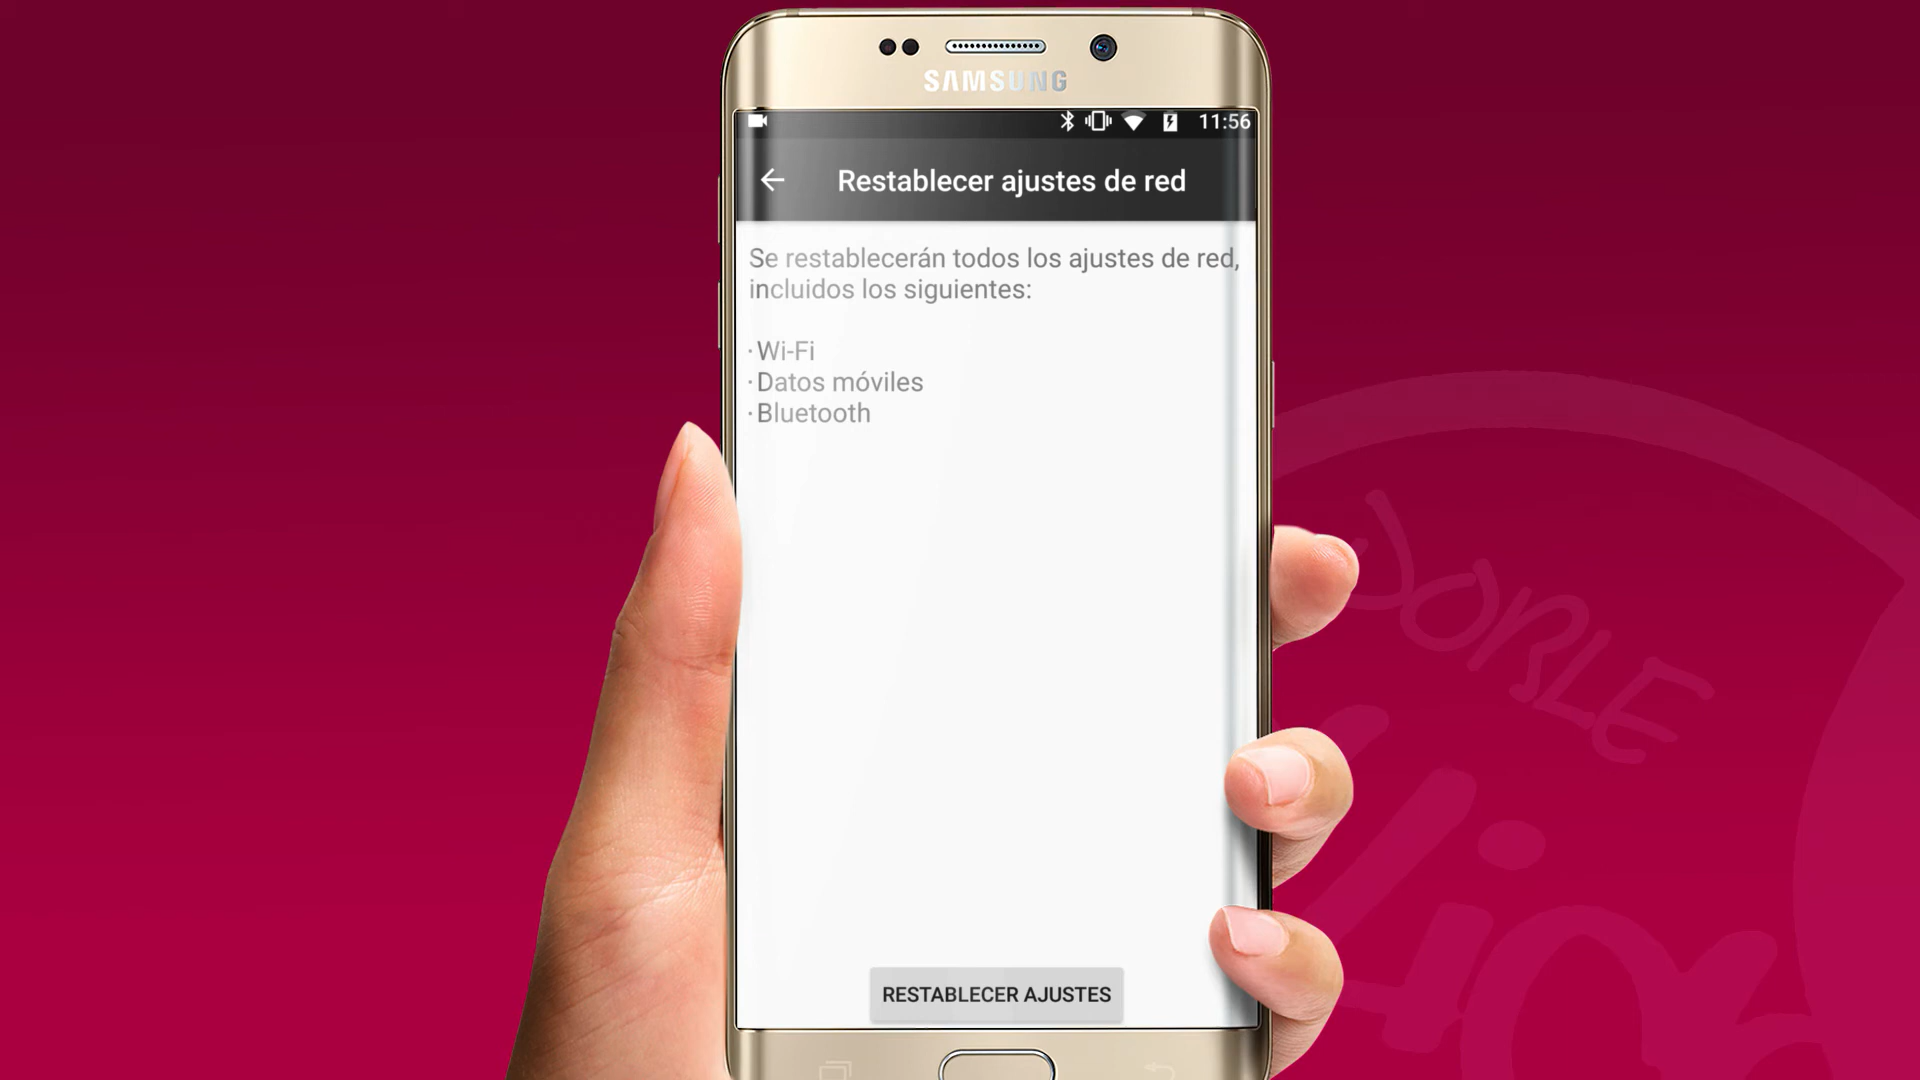 SAMSUNG
11:56
Restablecer ajustes de red
Se restablecerán todos los ajustes de red,
incluidos los siguientes:
· Wi-Fi
· Datos móviles
· Bluetooth
RESTABLECER AJUSTES
DOBLE